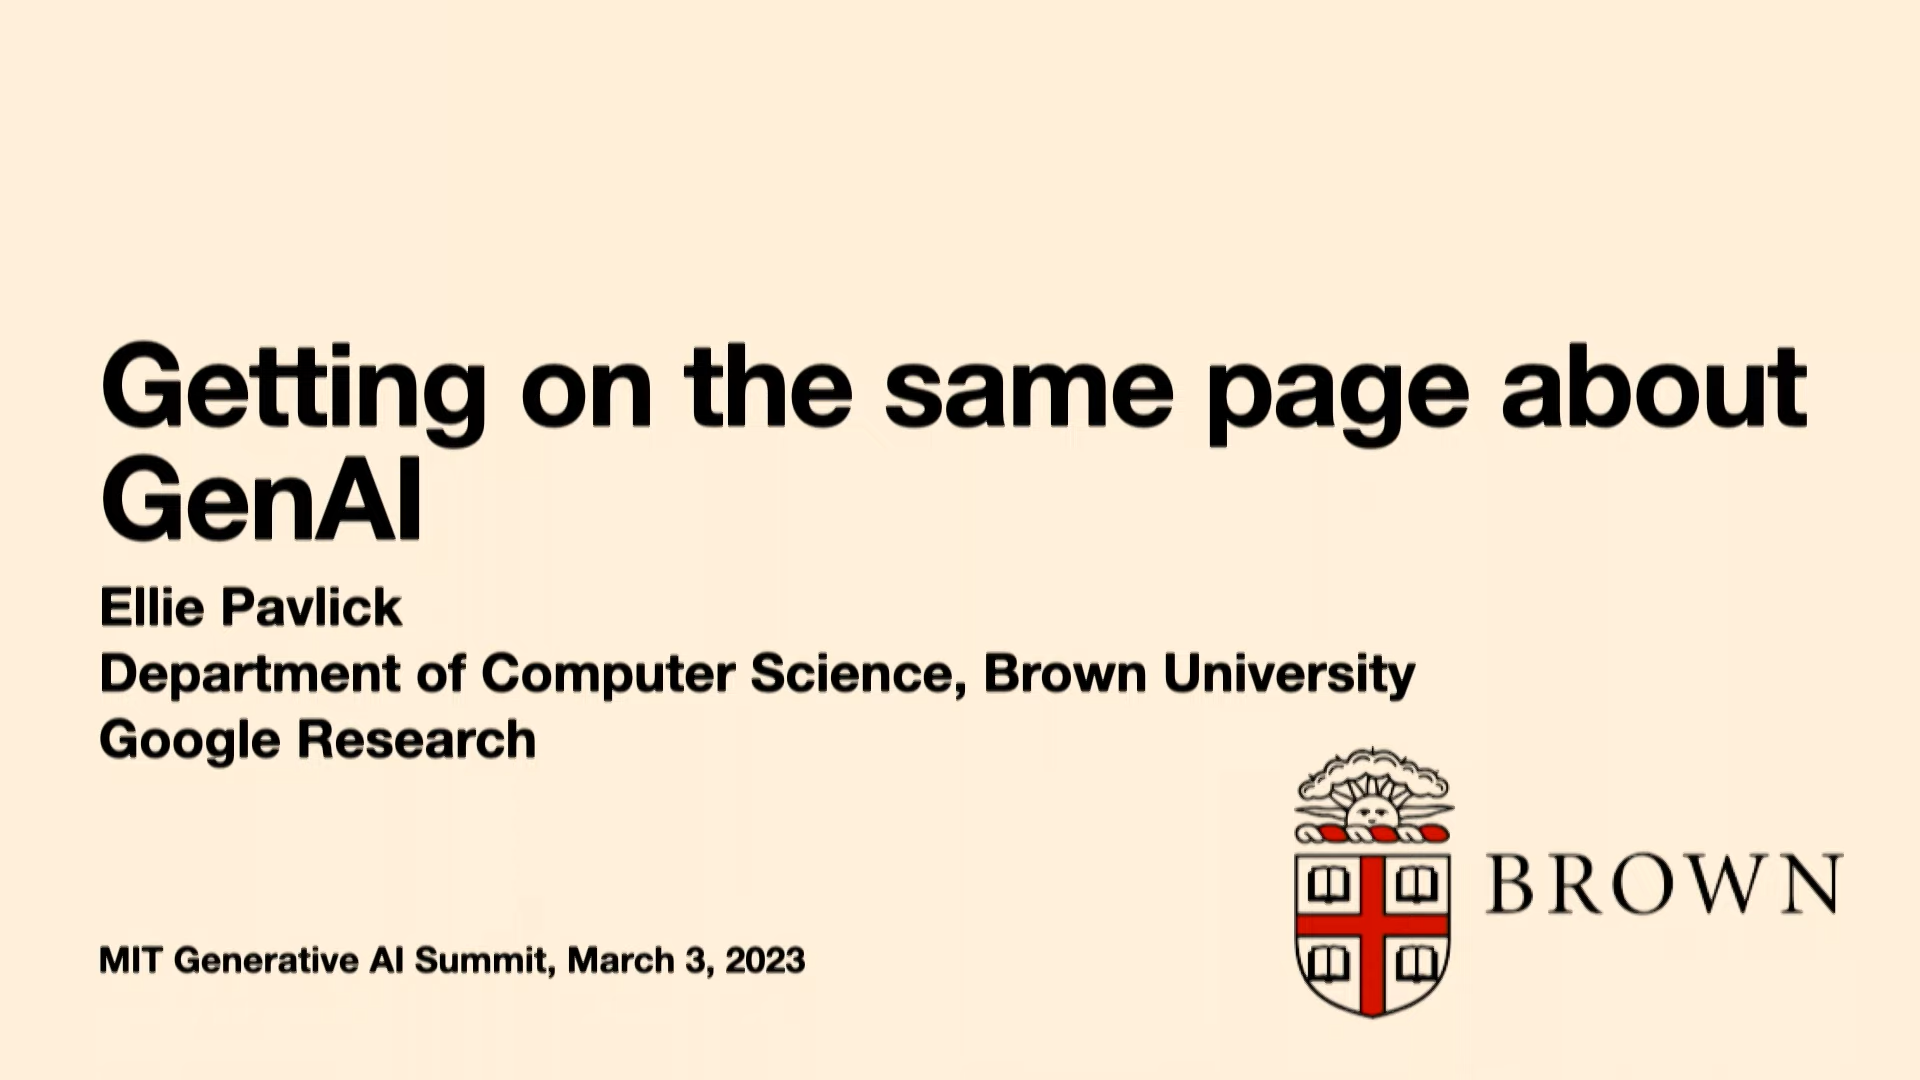 Getting on the same page about
GenAI
Ellie Pavlick
Department of Computer Science, Brown University
Google Research
BROWN
MIT Generative AI Summit, March 3, 2023